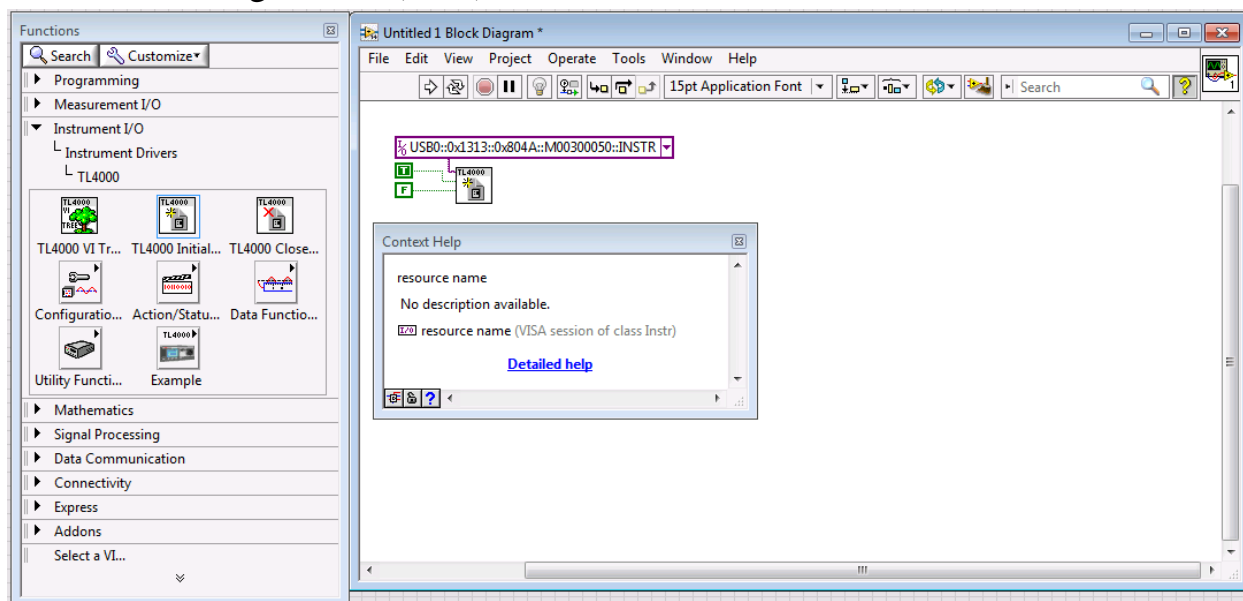 Functions
Search Customize
Programming
Measurement I/O
Instrument I/O
Instrument Drivers
TL4000
TL4000 VI TREE
TL4000
TL4000
TL4000 VI Tr... TL4000 Initial... TL4000 Close...
Configuratio... Action/Statu... Data Functio...
TL4000
Utility Functi... Example
Mathematics
Signal Processing
Data Communication
Connectivity
Express
Addons
Select a VI...
Untitled 1 Block Diagram *
File Edit View Project Operate Tools Window Help
15pt Application Font Search
1
USB0::0x1313::0x804A::M00300050::INSTR
T
TL4000
F
Context Help
resource name
No description available.
I/O resource name (VISA session of class Instr)
Detailed help
?